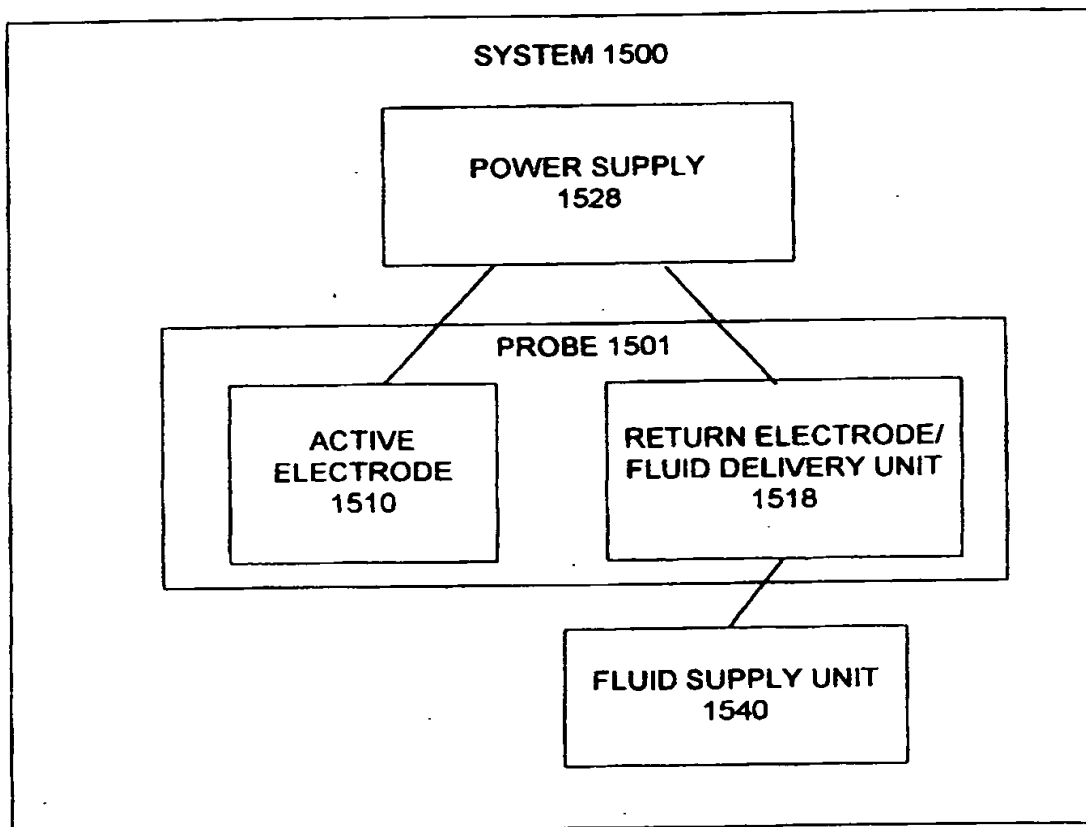 SYSTEM 1500
POWER SUPPLY
1528
PROBE 1501
ACTIVE
ELECTRODE
1510
RETURN ELECTRODE/
FLUID DELIVERY UNIT
1518
FLUID SUPPLY UNIT
1540